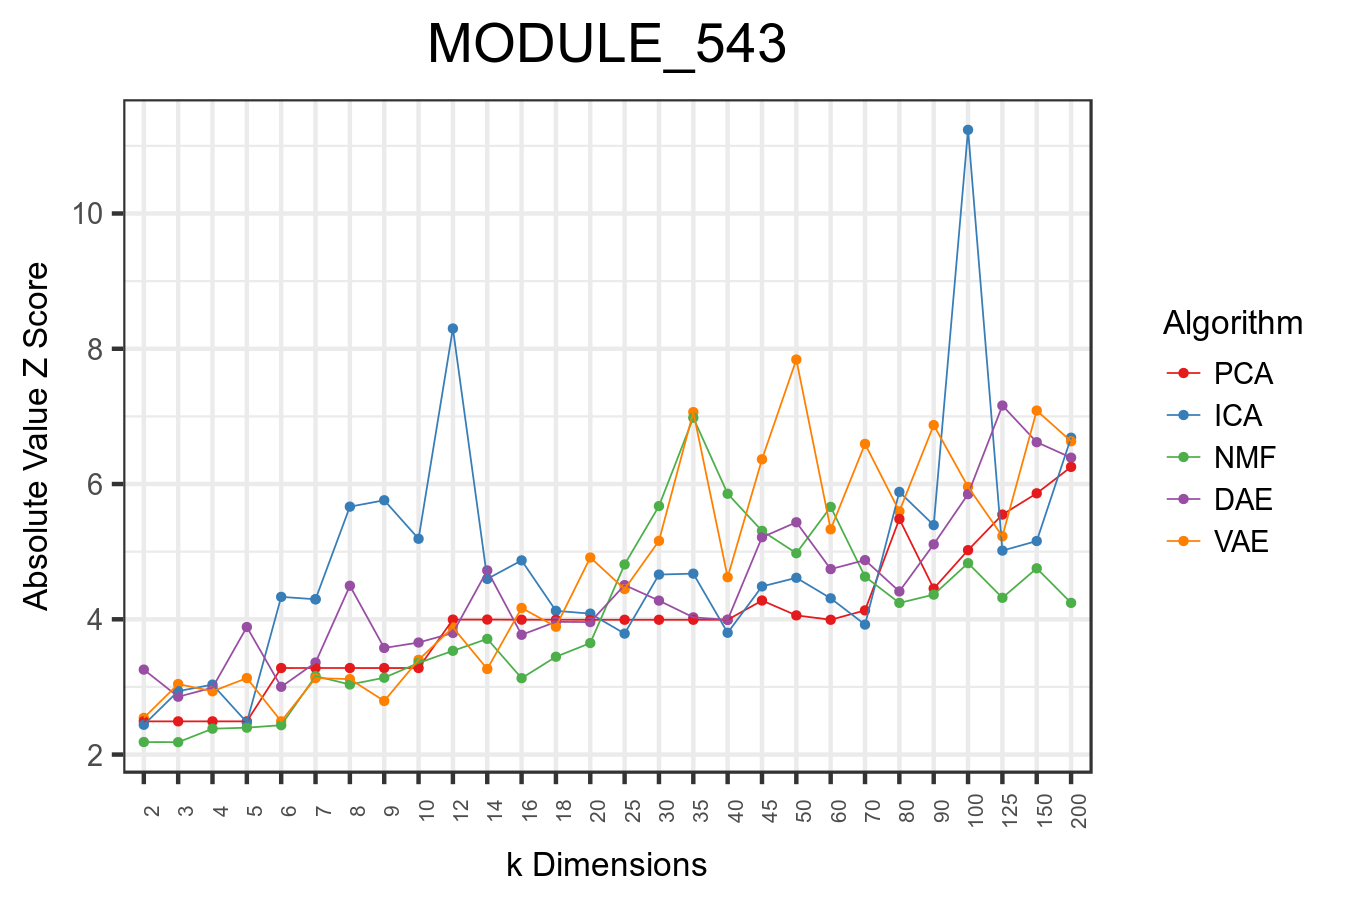 MODULE_543
Absolute Value Z Score
10
8
6
4
2
2 3 4 5 6 7 8 9 10 12 14 16 18 20 25 30 35 40 45 50 60 70 80 90 100 125 150 200
k Dimensions
Algorithm
PCA
ICA
NMF
DAE
VAE